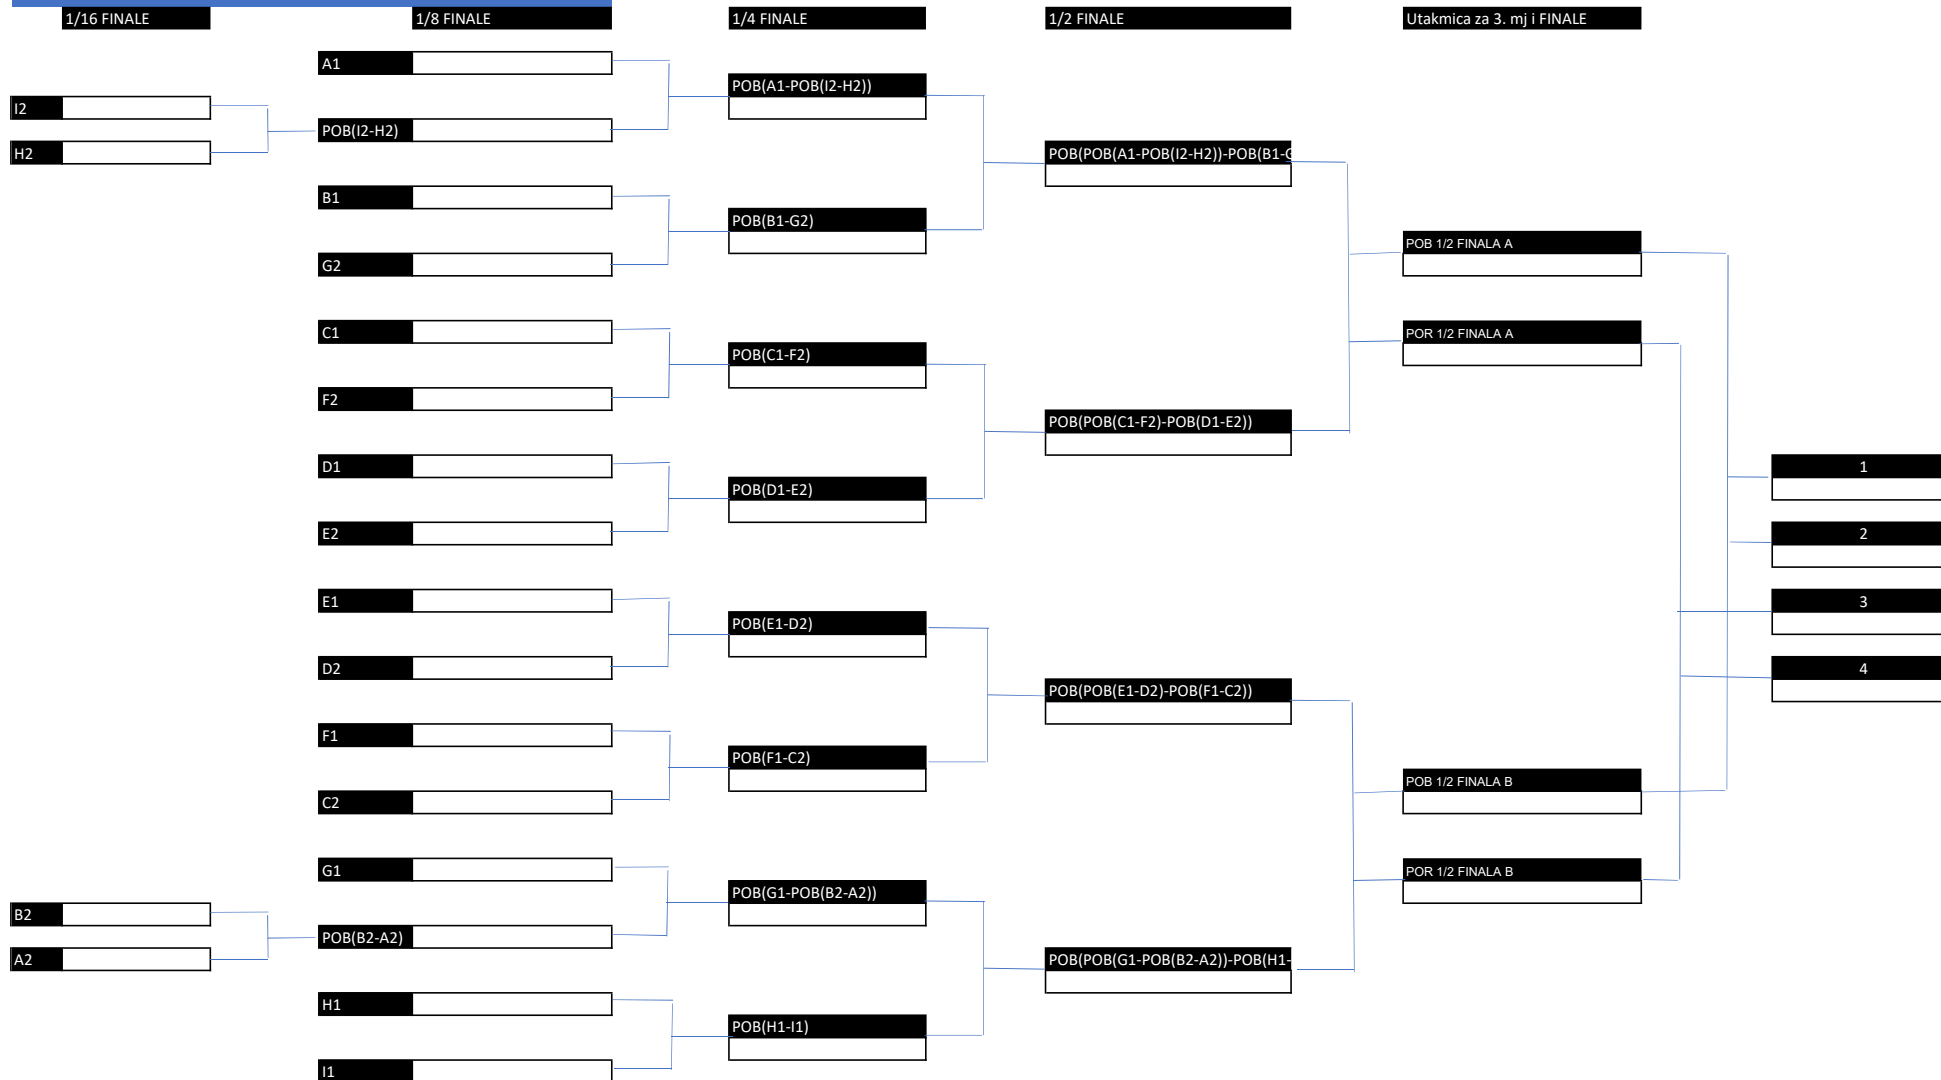 1/16 FINALE
1/8 FINALE
1/4 FINALE
1/2 FINALE
Utakmica za 3. mj i FINALE
I2
H2
A1
POB(I2-H2)
B1
G2
C1
F2
D1
E2
E1
D2
F1
C2
G1
B2
A2
POB(B2-A2)
H1
I1
POB(A1-POB(I2-H2))
POB(B1-G2)
POB(C1-F2)
POB(D1-E2)
POB(E1-D2)
POB(F1-C2)
POB(G1-POB(B2-A2))
POB(H1-I1)
POB(POB(A1-POB(I2-H2))-POB(B1-
POB(POB(C1-F2)-POB(D1-E2))
POB(POB(E1-D2)-POB(F1-C2))
POB(POB(G1-POB(B2-A2))-POB(H1-
POB 1/2 FINALA A
POR 1/2 FINALA A
POB 1/2 FINALA B
POR 1/2 FINALA B
1
2
3
4